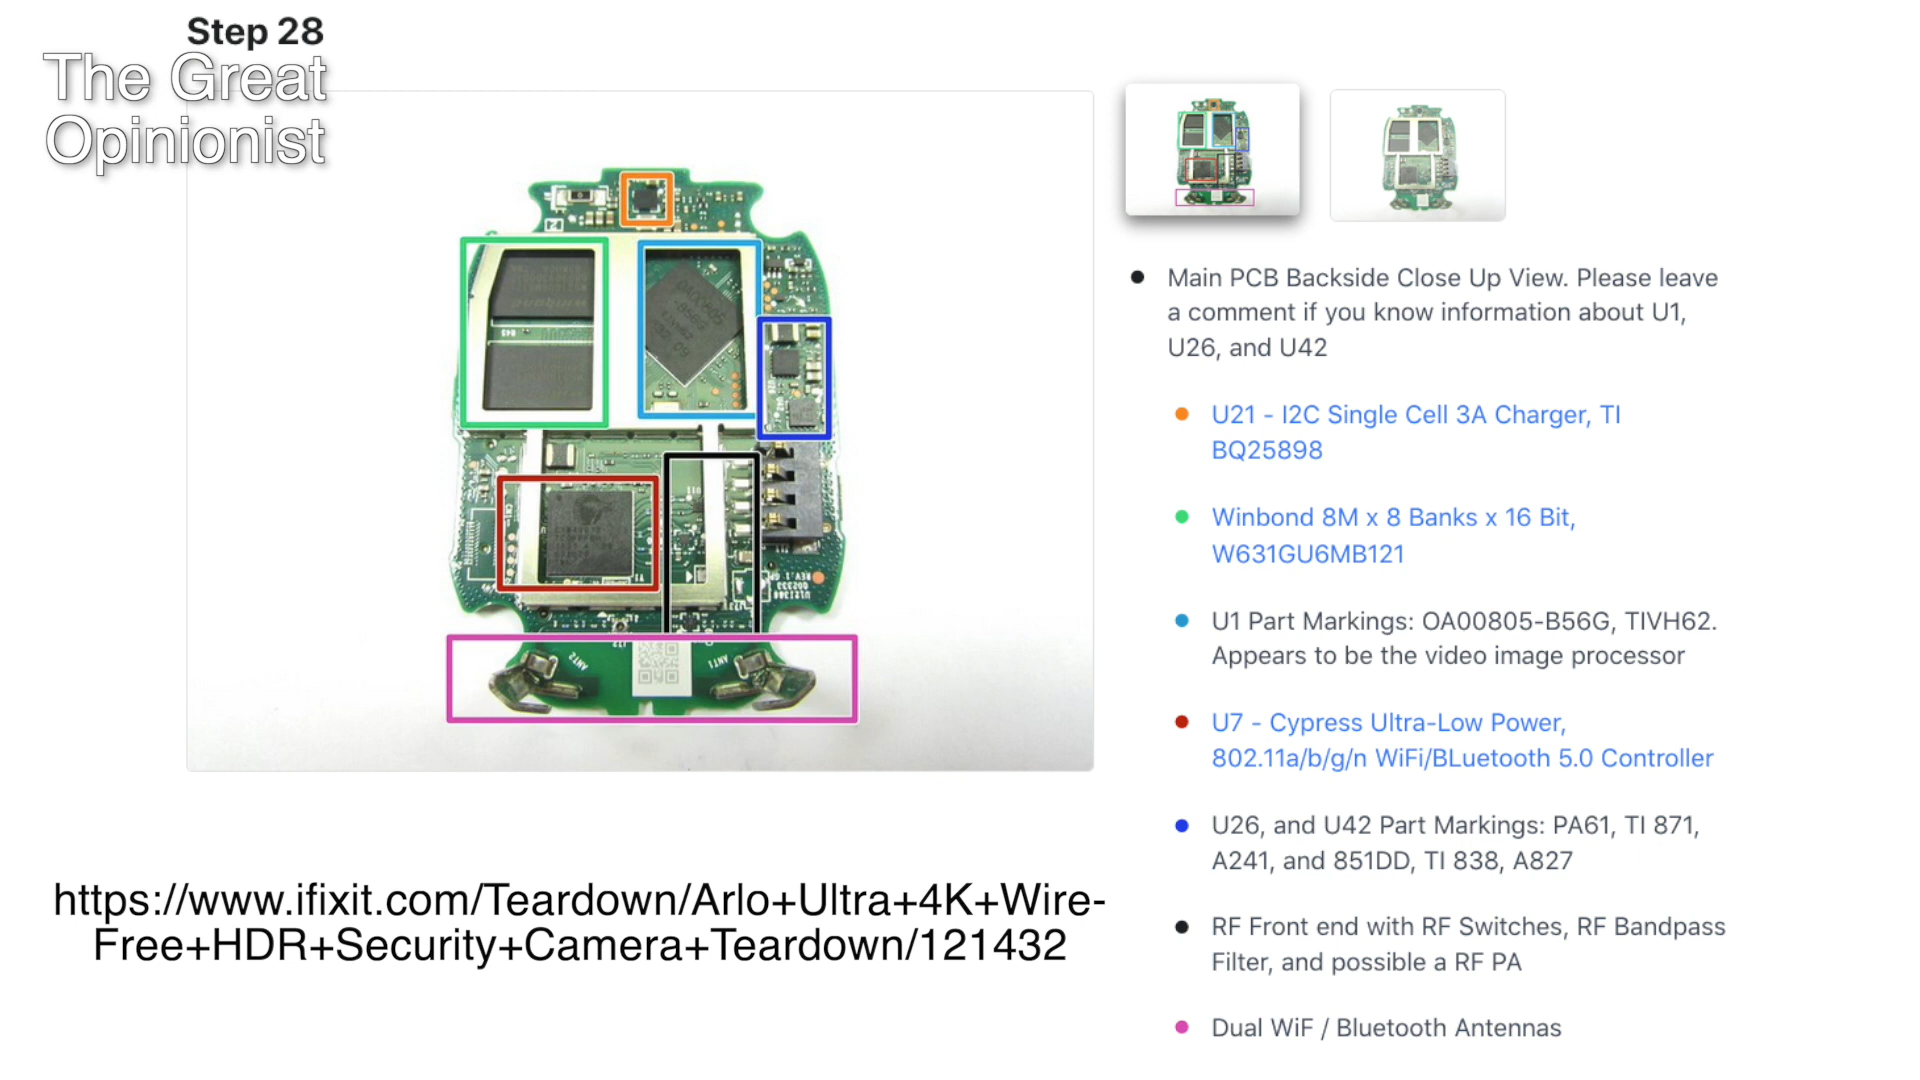 Step 28
The Great
Opinionist
Main PCB Backside Close Up View. Please leave
a comment if you know information about U1,
U26, and U42
U21 - I2C Single Cell 3A Charger, TI
BQ25898
Winbond 8M x 8 Banks x 16 Bit,
W631GU6MB121
U1 Part Markings: OA00805-B56G, TIVH62.
Appears to be the video image processor
U7 - Cypress Ultra-Low Power,
802.11a/b/g/n WiFi/BLuetooth 5.0 Controller
U26, and U42 Part Markings: PA61, TI 871,
A241, and 851DD, TI 838, A827
RF Front end with RF Switches, RF Bandpass
Filter, and possible a RF PA
Dual WiF / Bluetooth Antennas
https://www.ifixit.com/Teardown/Arlo+Ultra+4K+Wire-
Free+HDR+Security+Camera+Teardown/121432
ANT2
ANT1